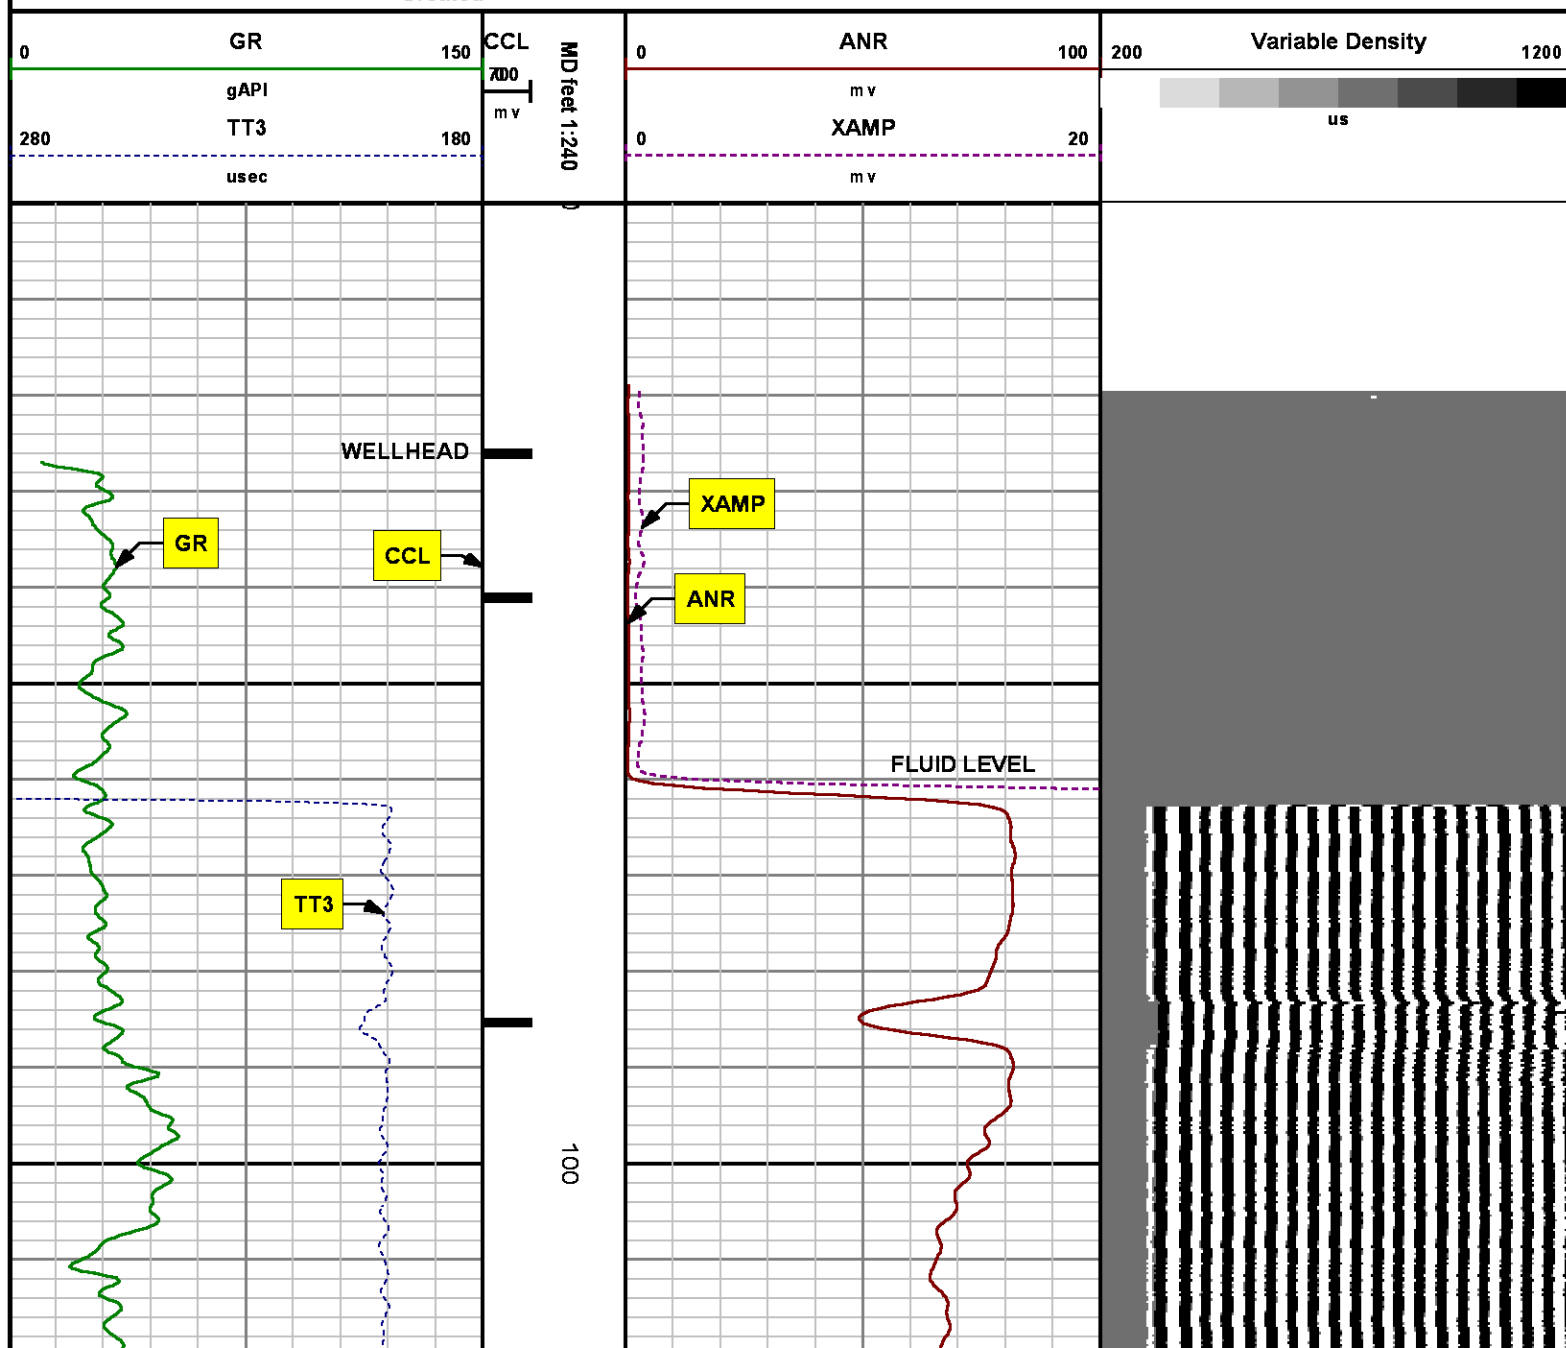 GR
0 150
gAPI
TT3
280 180
usec
CCL
700
mv
MD feet 1:240
ANR
0 100
mv
XAMP
0 20
mv
Variable Density
200 1200
us
0
WELLHEAD
XAMP
GR
CCL
ANR
FLUID LEVEL
TT3
100